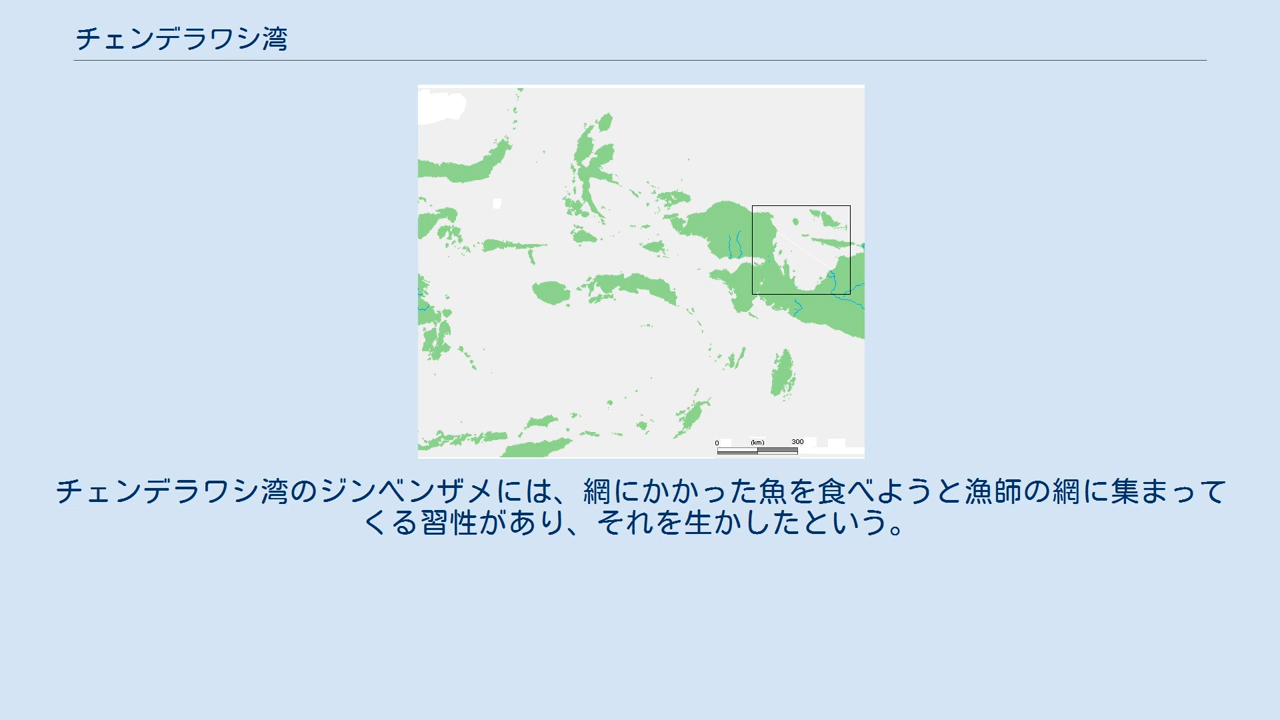 チェンデラワシ湾
0 (km) 300
チェンデラワシ湾のジンベンザメには、網にかかった魚を食べようと漁師の網に集まって
くる習性があり、それを生かしたという。